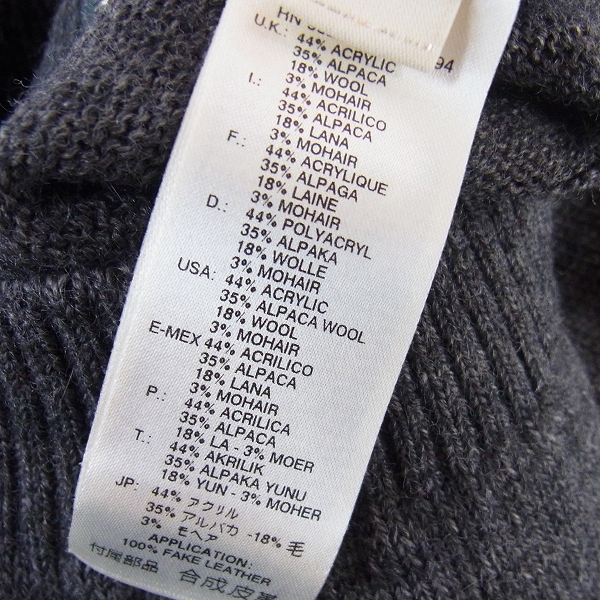 HN
94
U.K.: 44% ACRYLIC
35% ALPACA
18% WOOL
3% MOHAIR
I.: 44% ACRILICO
35% ALPACA
18% LANA
3% MOHAIR
F.: 44% ACRYLIQUE
35% ALPAGA
18% LAINE
3% MOHAIR
D.: 44% POLYACRYL
35% ALPAKA
18% WOLLE
3% MOHAIR
USA: 44% ACRYLIC
35% ALPACA WOOL
18% WOOL
3% MOHAIR
E-MEX 44% ACRILICO
35% ALPACA
18% LANA
3% MOHAIR
P.: 44% ACRILICA
35% ALPACA
18% LA - 3% MOER
T.: 44% AKRILIK
35% ALPAKA YUNU
18% YUN - 3% MOHER
JP: 44% アクリル
35% アルパカ -18% 毛
3% モヘア
APPLICATION:
100% FAKE LEATHER
付属部品 合成皮革